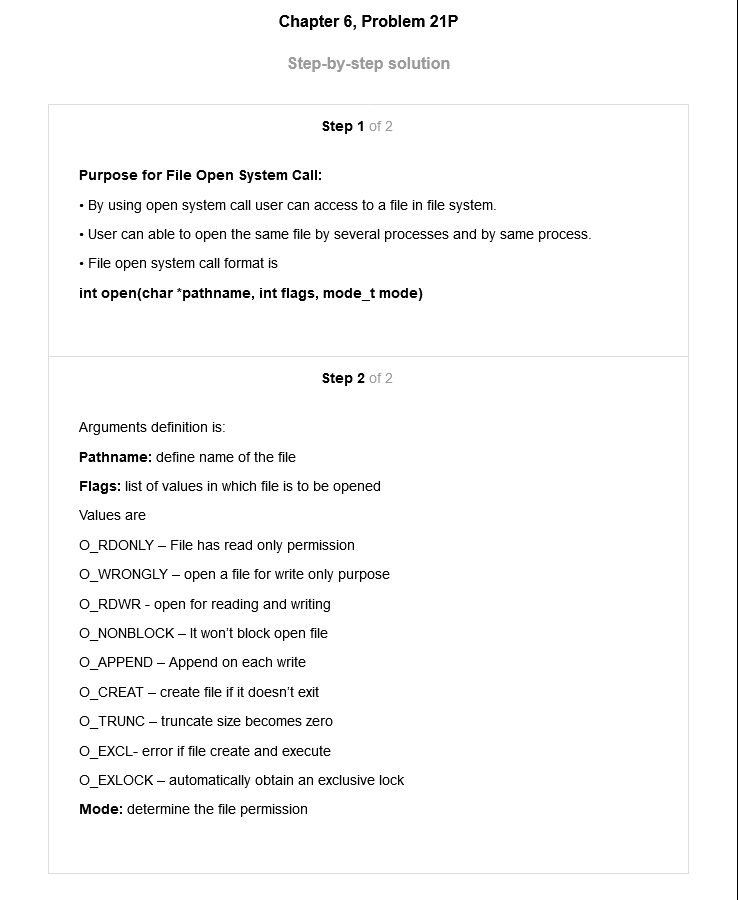 Chapter 6, Problem 21P
Step-by-step solution
Step 1 of 2
Purpose for File Open System Call:
• By using open system call user can access to a file in file system.
• User can able to open the same file by several processes and by same process.
• File open system call format is
int open(char *pathname, int flags, mode_t mode)
Step 2 of 2
Arguments definition is:
Pathname: define name of the file
Flags: list of values in which file is to be opened
Values are
O_RDONLY – File has read only permission
O_WRONGLY – open a file for write only purpose
O_RDWR - open for reading and writing
O_NONBLOCK – It won’t block open file
O_APPEND – Append on each write
O_CREAT – create file if it doesn’t exit
O_TRUNC – truncate size becomes zero
O_EXCL- error if file create and execute
O_EXLOCK – automatically obtain an exclusive lock
Mode: determine the file permission